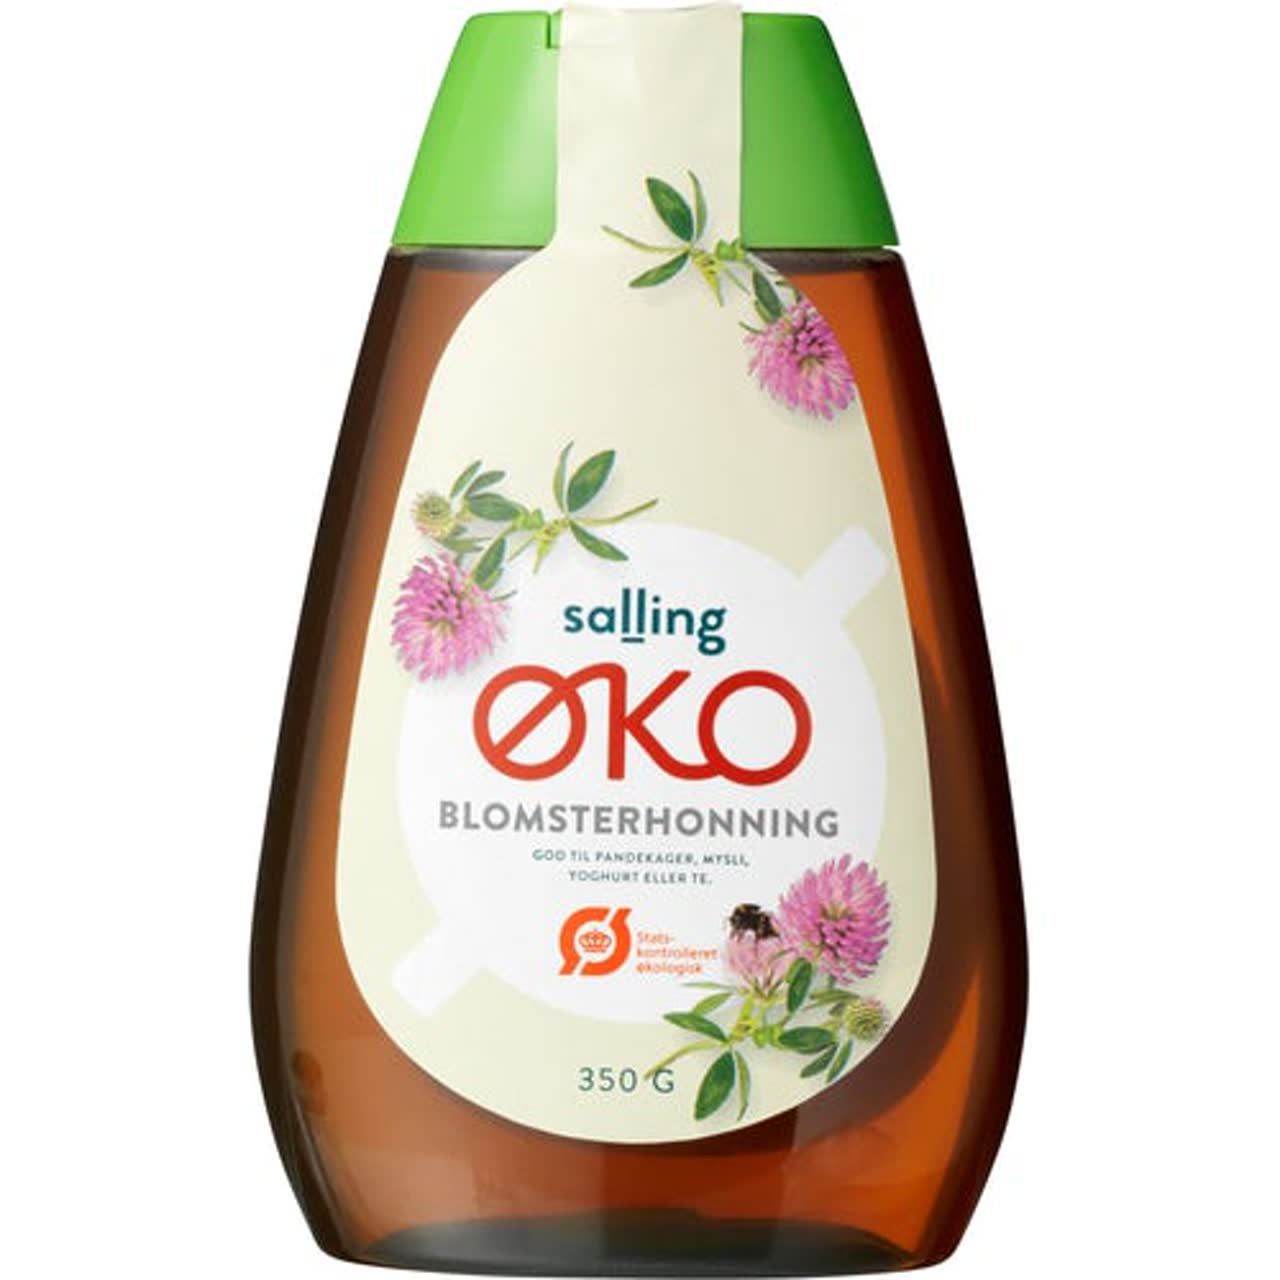 salling
ØKO
BLOMSTERHONNING
GOD TIL PANDEKAGER, MYSLI,
YOGHURT ELLER TE.
Stats-
kontrolleret
økologisk
350 G